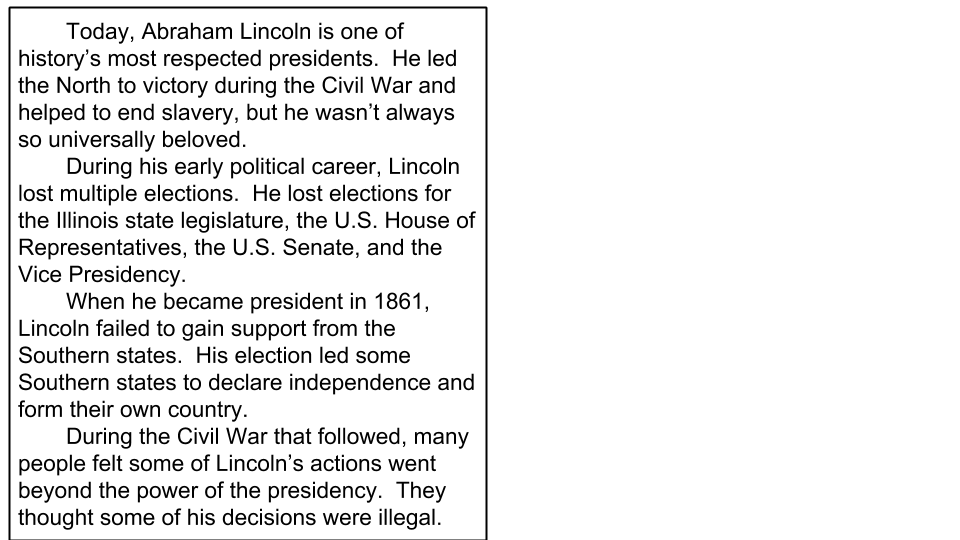 Today, Abraham Lincoln is one of
history’s most respected presidents.  He led
the North to victory during the Civil War and
helped to end slavery, but he wasn’t always
so universally beloved.
During his early political career, Lincoln
lost multiple elections.  He lost elections for
the Illinois state legislature, the U.S. House of
Representatives, the U.S. Senate, and the
Vice Presidency.
When he became president in 1861,
Lincoln failed to gain support from the
Southern states.  His election led some
Southern states to declare independence and
form their own country.
During the Civil War that followed, many
people felt some of Lincoln’s actions went
beyond the power of the presidency.  They
thought some of his decisions were illegal.